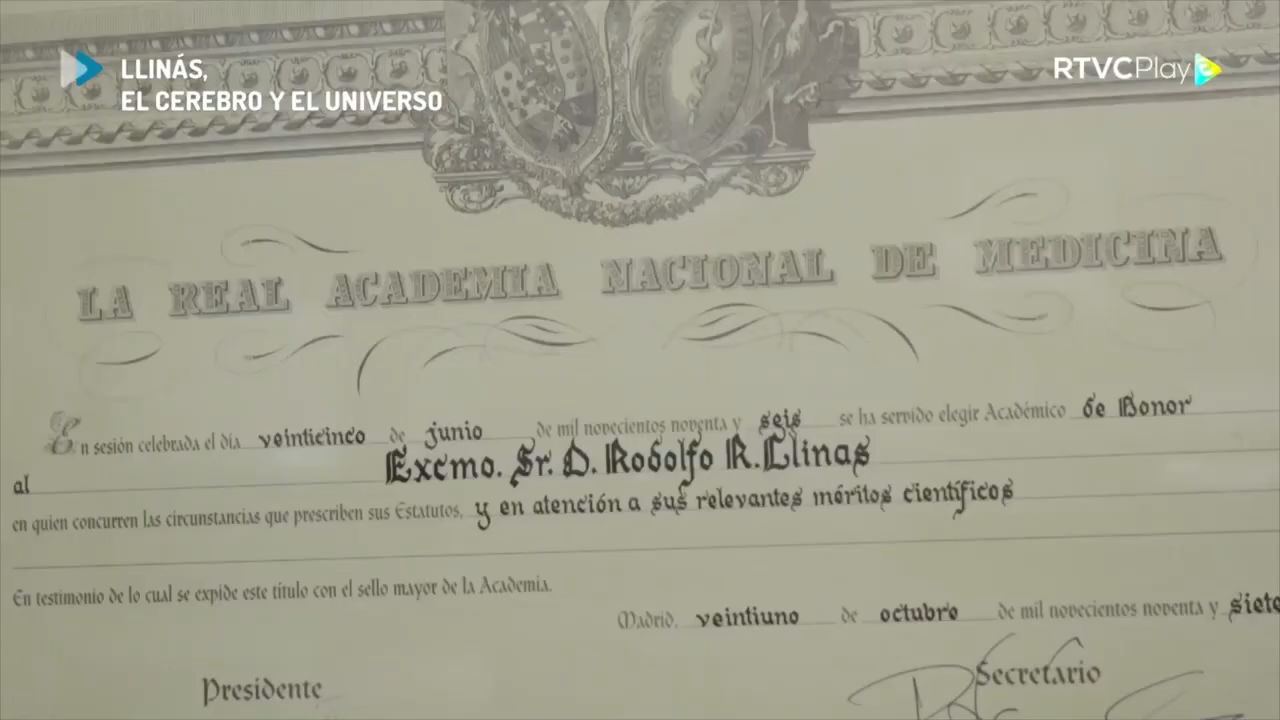 LLINÁS,
EL CEREBRO Y EL UNIVERSO
RTVCPlay
LA REAL ACADEMIA NACIONAL DE MEDICINA
En sesión celebrada el día veinticinco de junio de mil novecientos noventa y seis se ha servido elegir Académico de Honor
al Excmo. Sr. D. Rodolfo R. Llinas
en quien concurren las circunstancias que prescriben sus Estatutos, y en atención a sus relevantes méritos científicos
En testimonio de lo cual se expide este título con el sello mayor de la Academia.
Madrid, veintiuno de octubre de mil novecientos noventa y siete
Presidente
Secretario